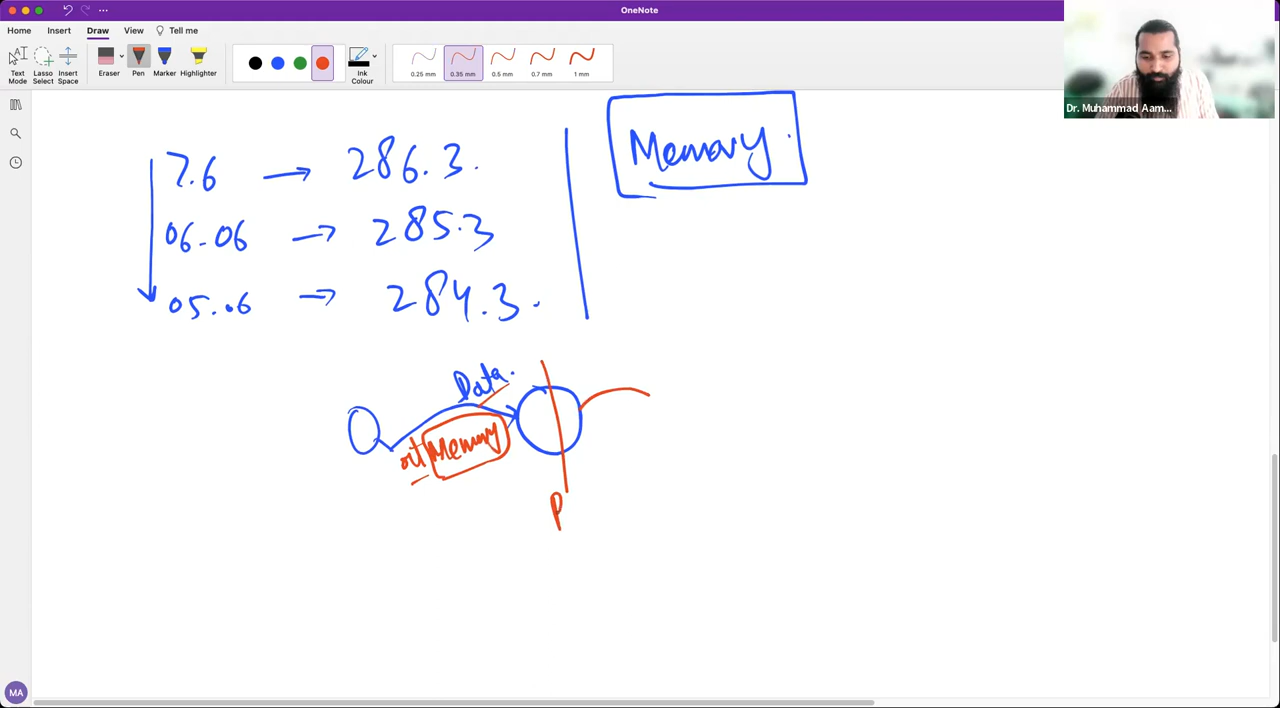 OneNote
Home Insert Draw View Tell me
Text Mode
Lasso Select
Insert Space
Eraser
Pen
Marker
Highlighter
Ink Colour
0.25 mm
0.35 mm
0.5 mm
0.7 mm
1 mm
Dr. Muhammad Aam...
7.6 → 286.3.
06.06 → 285.3
05.06 → 284.3.
Memory.
Data.
Memory
P
MA